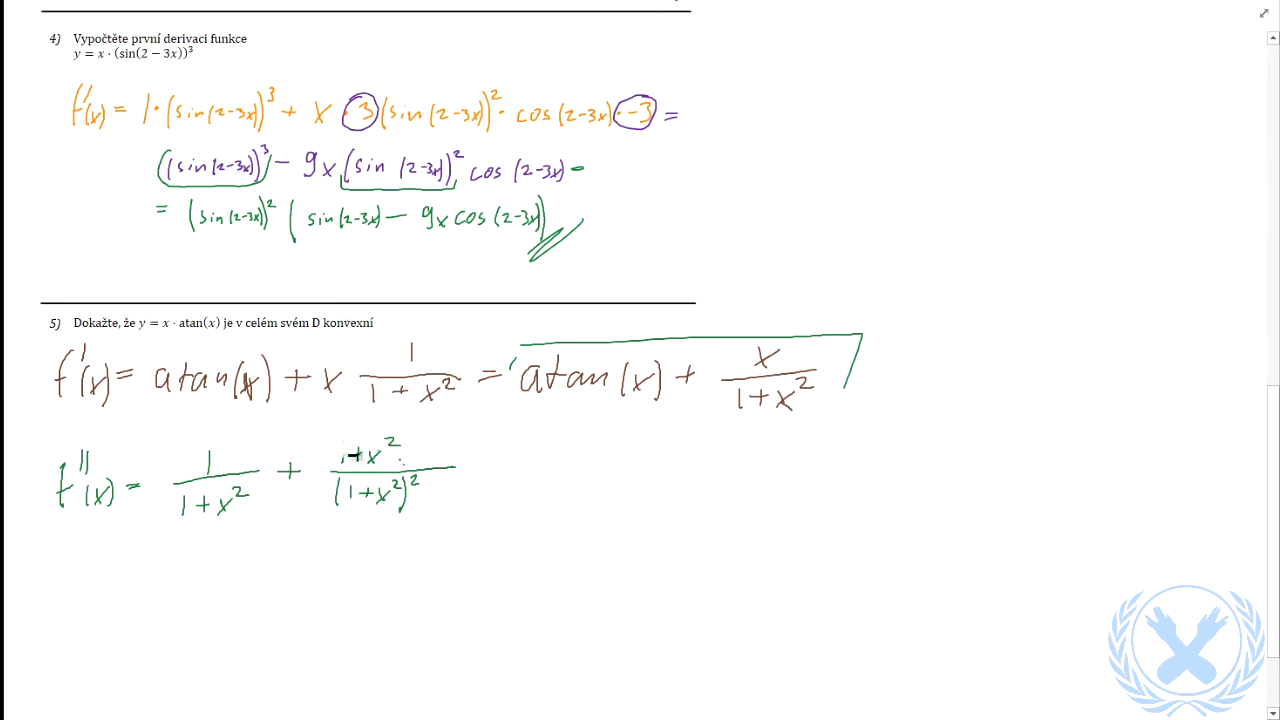 4) Vypočtěte první derivaci funkce
y = x · (sin(2 − 3x))³
f'(x) = 1·(sin(2-3x))³ + x · 3 (sin(2-3x))² · cos(2-3x) · -3 =
((sin(2-3x))³ - 9x (sin(2-3x))² cos(2-3x) =
= (sin(2-3x))² (sin(2-3x) - 9x cos(2-3x))
5) Dokažte, že y = x · atan(x) je v celém svém D konvexní
f'(x) = atan(x) + x 1/(1+x²) = atan(x) + x/(1+x²)
f''(x) = 1/(1+x²) + 1+x²/(1+x²)²